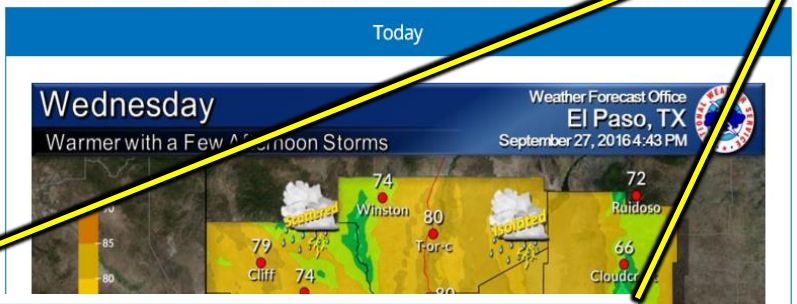 Today
Wednesday
Weather Forecast Office
El Paso, TX
September 27, 2016 4:43 PM
Warmer with a Few Storms
74
Winston
72
Ruidoso
Scattered
Isolated
80
T-or-c
79
Cliff
74
66
85
80